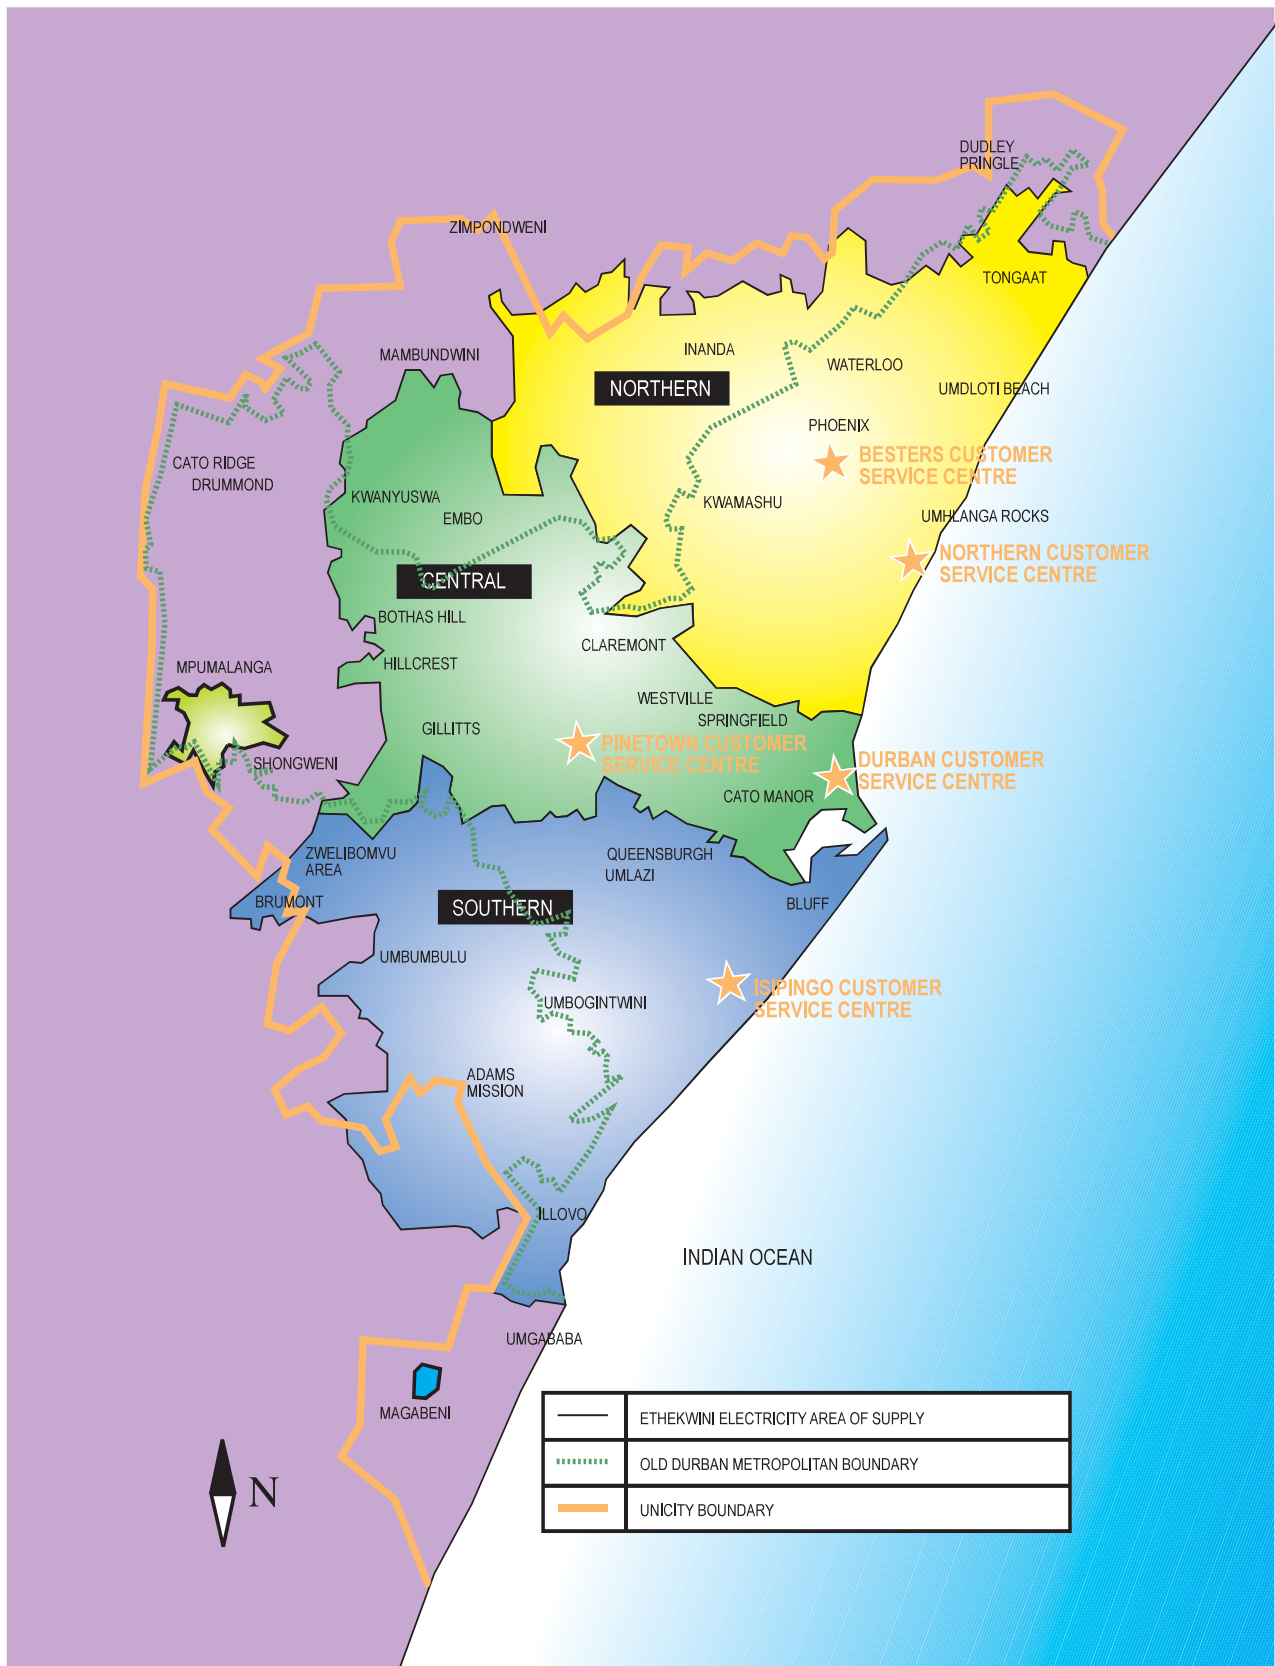 DUDLEY
PRINGLE
ZIMPONDWENI
TONGAAT
INANDA
MAMBUNDWINI
WATERLOO
NORTHERN
UMDLOTI BEACH
PHOENIX
BESTERS CUSTOMER
SERVICE CENTRE
CATO RIDGE
DRUMMOND
KWANYUSWA
KWAMASHU
EMBO
UMHLANGA ROCKS
NORTHERN CUSTOMER
SERVICE CENTRE
CENTRAL
BOTHAS HILL
CLAREMONT
HILLCREST
MPUMALANGA
WESTVILLE
SPRINGFIELD
GILLITTS
PINETOWN CUSTOMER
SERVICE CENTRE
SHONGWENI
DURBAN CUSTOMER
SERVICE CENTRE
CATO MANOR
ZWELIBOMVU
AREA
QUEENSBURGH
UMLAZI
BRUMONT
SOUTHERN
BLUFF
UMBUMBULU
ISIPINGO CUSTOMER
SERVICE CENTRE
UMBOGINTWINI
ADAMS
MISSION
ILLOVO
INDIAN OCEAN
UMGABABA
MAGABENI
N
ETHEKWINI ELECTRICITY AREA OF SUPPLY
OLD DURBAN METROPOLITAN BOUNDARY
UNICITY BOUNDARY